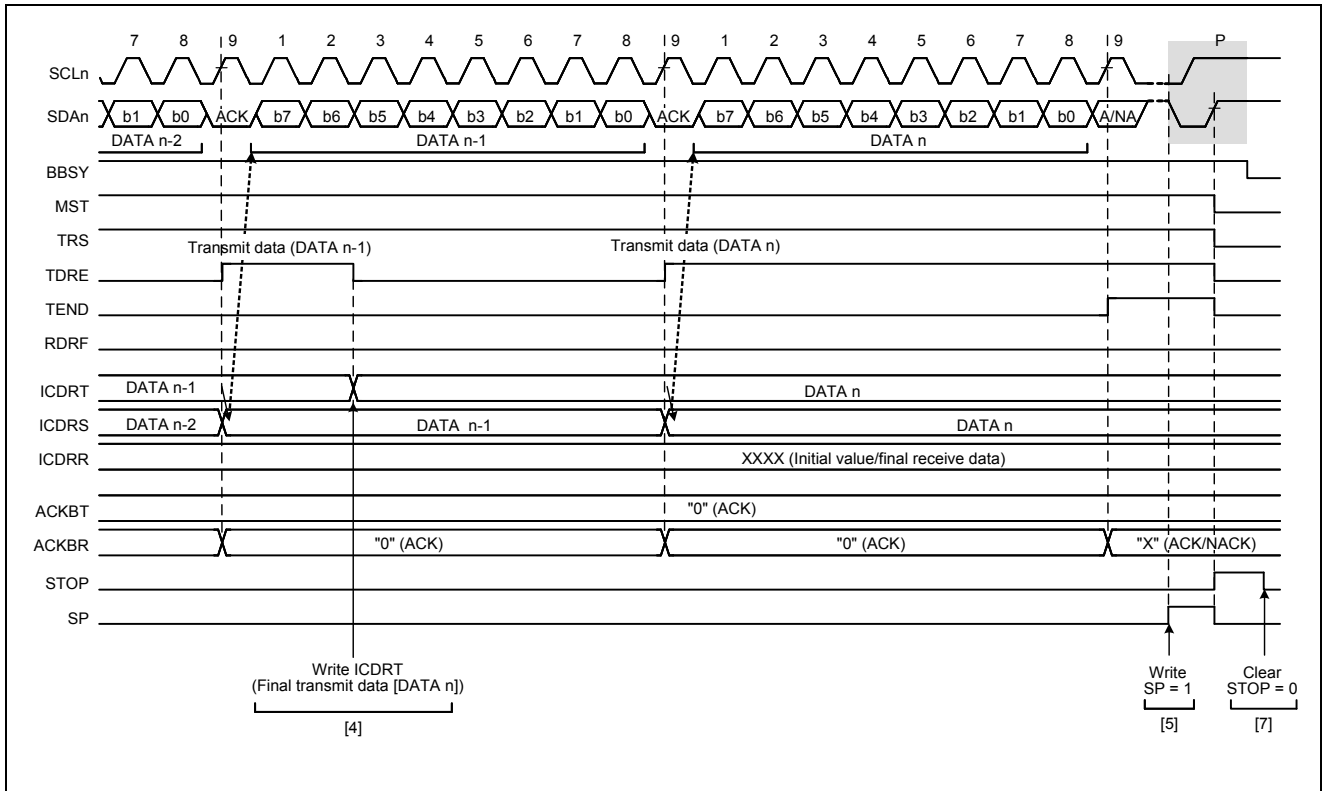 7 8 9 1 2 3 4 5 6 7 8 9 1 2 3 4 5 6 7 8 9 P
SCLn
SDAn b1 b0 ACK b7 b6 b5 b4 b3 b2 b1 b0 ACK b7 b6 b5 b4 b3 b2 b1 b0 A/NA
DATA n-2 DATA n-1 DATA n
BBSY
MST
TRS
Transmit data (DATA n-1) Transmit data (DATA n)
TDRE
TEND
RDRF
ICDRT DATA n-1 DATA n
ICDRS DATA n-2 DATA n-1 DATA n
ICDRR XXXX (Initial value/final receive data)
ACKBT "0" (ACK)
ACKBR "0" (ACK) "0" (ACK) "X" (ACK/NACK)
STOP
SP
Write ICDRT
(Final transmit data [DATA n])
[4]
Write
SP = 1
[5]
Clear
STOP = 0
[7]